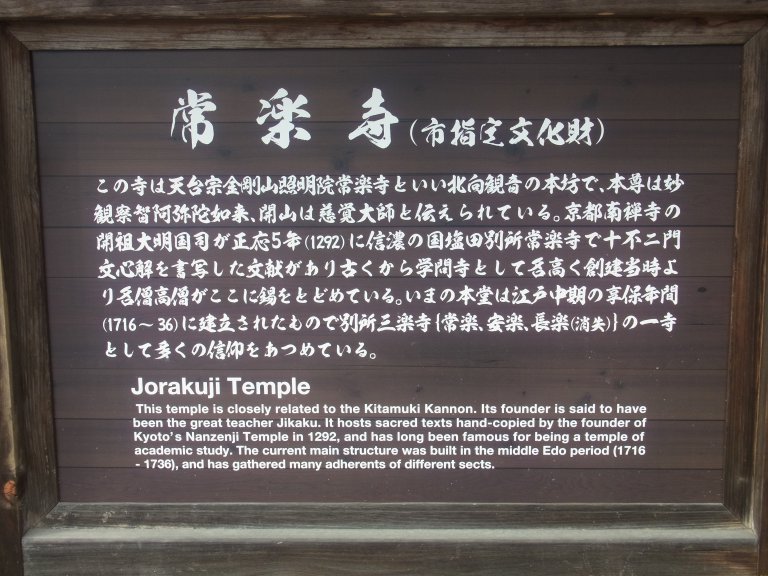 常楽寺(市指定文化財)
この寺は天台宗金剛山照明院常楽寺といい北向観音の本坊で、本尊は妙
観察智阿弥陀如来、開山は慈覚大師と伝えられている。京都南禅寺の
開祖大明国司が正応5年(1292)に信濃の国塩田別所常楽寺で十不二門
文心解を書写した文献があり古くから学問寺として名高く創建当時よ
り名僧高僧がここに錫をとどめている。いまの本堂は江戸中期の享保年間
(1716〜36)に建立されたもので別所三楽寺{常楽、安楽、長楽(消失)}の一寺
として多くの信仰をあつめている。
Jorakuji Temple
This temple is closely related to the Kitamuki Kannon. Its founder is said to have
been the great teacher Jikaku. It hosts sacred texts hand-copied by the founder of
Kyoto's Nanzenji Temple in 1292, and has long been famous for being a temple of
academic study. The current main structure was built in the middle Edo period (1716
- 1736), and has gathered many adherents of different sects.